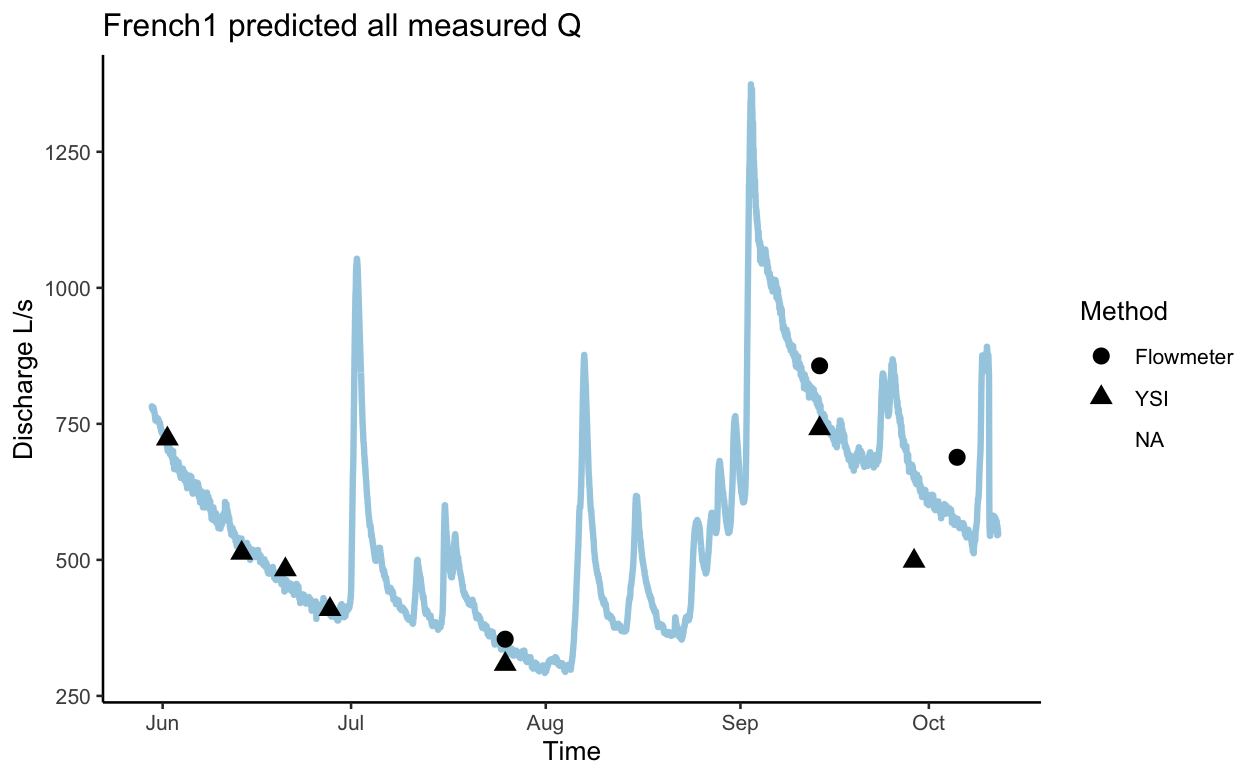 French1 predicted all measured Q
Discharge L/s
1250
1000
750
500
250
Jun
Jul
Aug
Sep
Oct
Time
Method
Flowmeter
YSI
NA